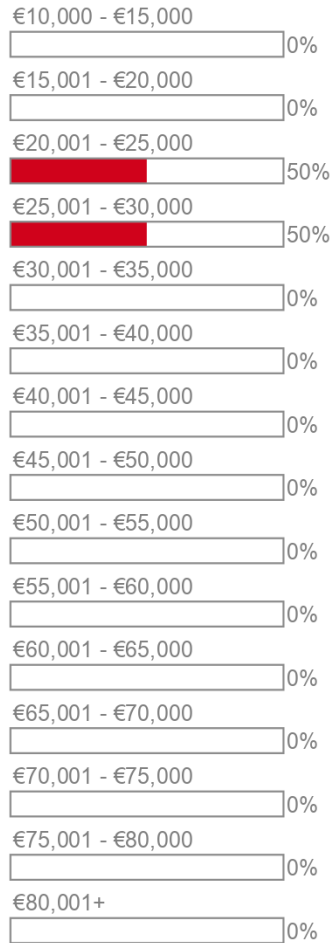 €10,000 - €15,000
0%
€15,001 - €20,000
0%
€20,001 - €25,000
50%
€25,001 - €30,000
50%
€30,001 - €35,000
0%
€35,001 - €40,000
0%
€40,001 - €45,000
0%
€45,001 - €50,000
0%
€50,001 - €55,000
0%
€55,001 - €60,000
0%
€60,001 - €65,000
0%
€65,001 - €70,000
0%
€70,001 - €75,000
0%
€75,001 - €80,000
0%
€80,001+
0%